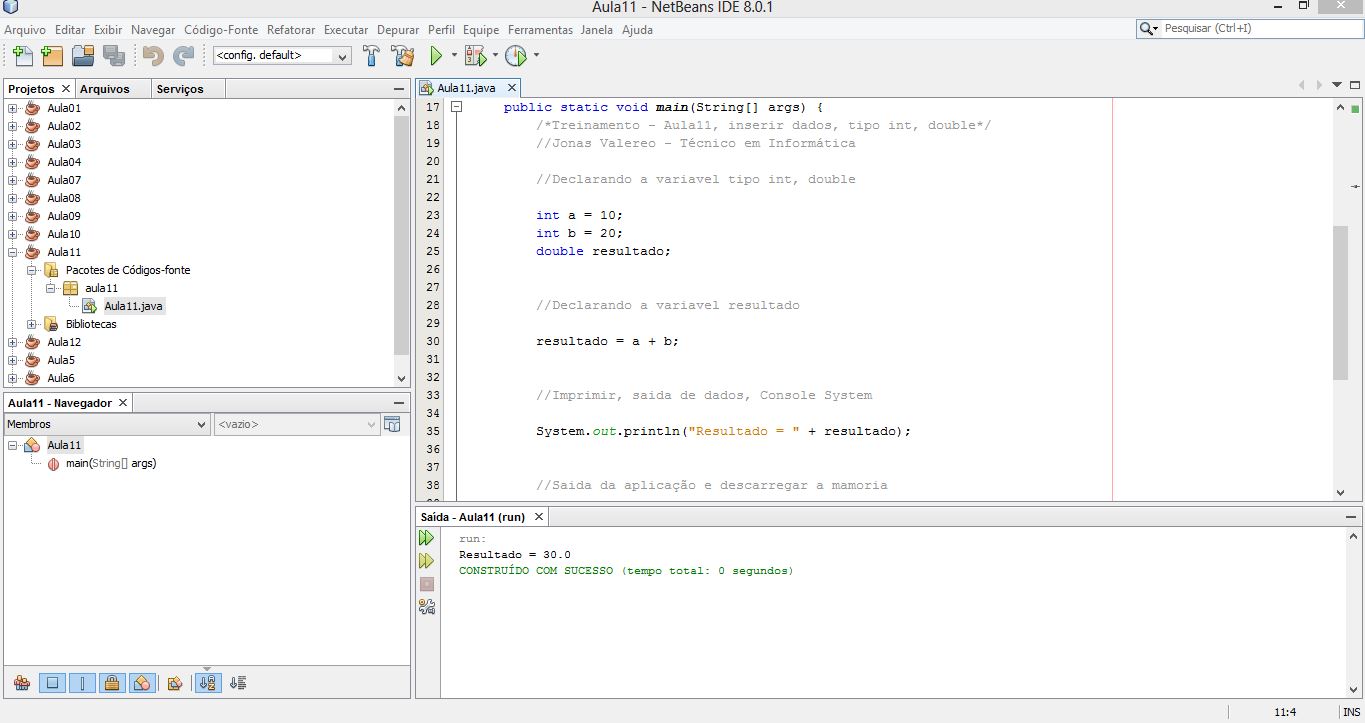 Aula11 - NetBeans IDE 8.0.1
Arquivo Editar Exibir Navegar Código-Fonte Refatorar Executar Depurar Perfil Equipe Ferramentas Janela Ajuda
Pesquisar (Ctrl+I)
<config. default>
Projetos Arquivos Serviços
Aula01
Aula02
Aula03
Aula04
Aula07
Aula08
Aula09
Aula10
Aula11
Pacotes de Códigos-fonte
aula11
Aula11.java
Bibliotecas
Aula12
Aula5
Aula6
Aula11 - Navegador
Membros <vazio>
Aula11
main(String[] args)
Aula11.java
17 public static void main(String[] args) {
18 /*Treinamento - Aula11, inserir dados, tipo int, double*/
19 //Jonas Valereo - Técnico em Informática
20
21 //Declarando a variavel tipo int, double
22
23 int a = 10;
24 int b = 20;
25 double resultado;
26
27
28 //Declarando a variavel resultado
29
30 resultado = a + b;
31
32
33 //Imprimir, saida de dados, Console System
34
35 System.out.println("Resultado = " + resultado);
36
37
38 //Saida da aplicação e descarregar a mamoria
Saída - Aula11 (run)
run:
Resultado = 30.0
CONSTRUÍDO COM SUCESSO (tempo total: 0 segundos)
11:4 INS